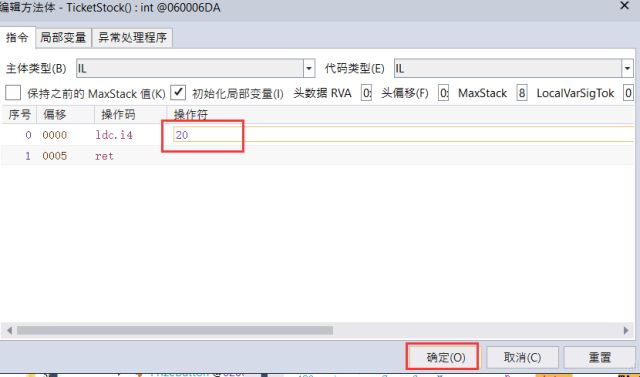 编辑方法体 - TicketStock() : int @060006DA
指令 局部变量 异常处理程序
主体类型(B) IL 代码类型(E) IL
保持之前的 MaxStack 值(K) 初始化局部变量(I) 头数据 RVA 0: 头偏移(F) 0: MaxStack 8 LocalVarSigTok 0
序号 偏移 操作码 操作符
0 0000 ldc.i4 20
1 0005 ret
确定(O) 取消(C) 重置